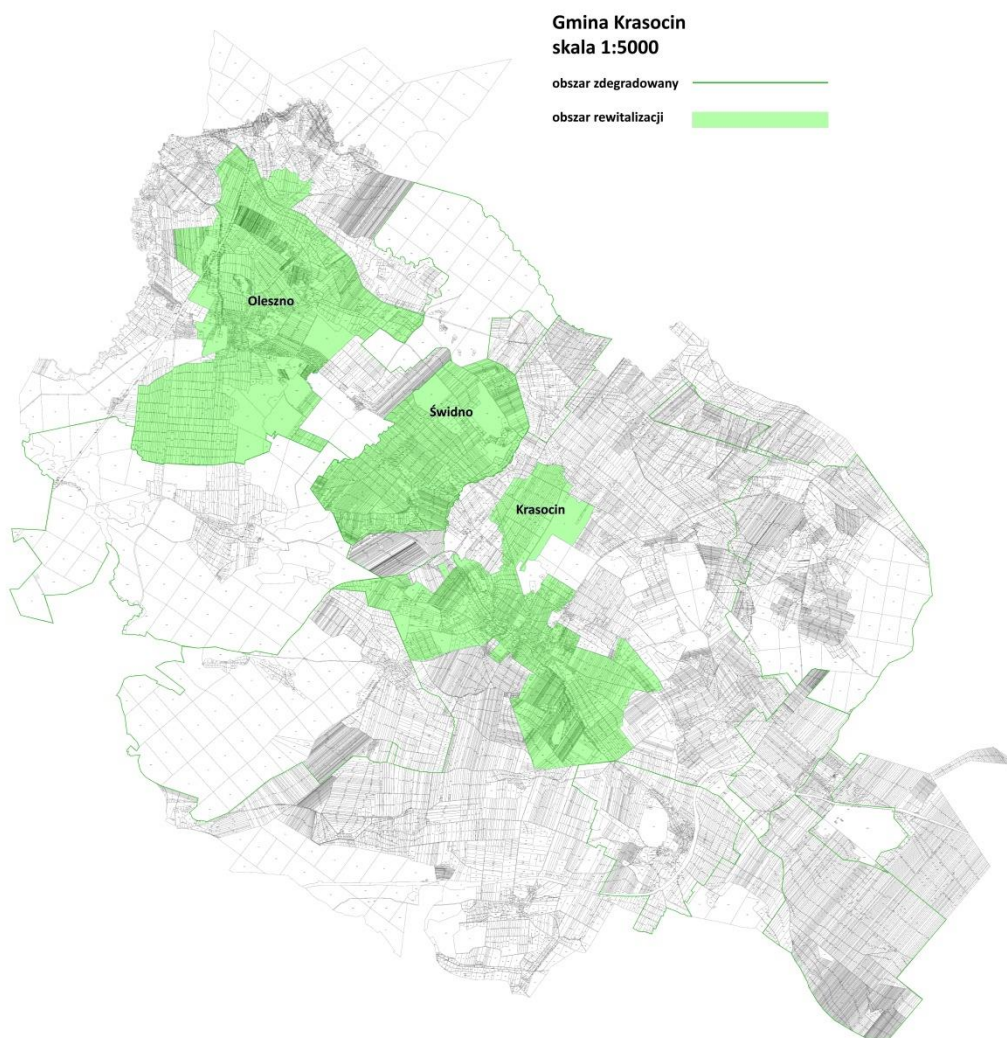 Gmina Krasocin
skala 1:5000
obszar zdegradowany
obszar rewitalizacji
Oleszno
Świdno
Krasocin